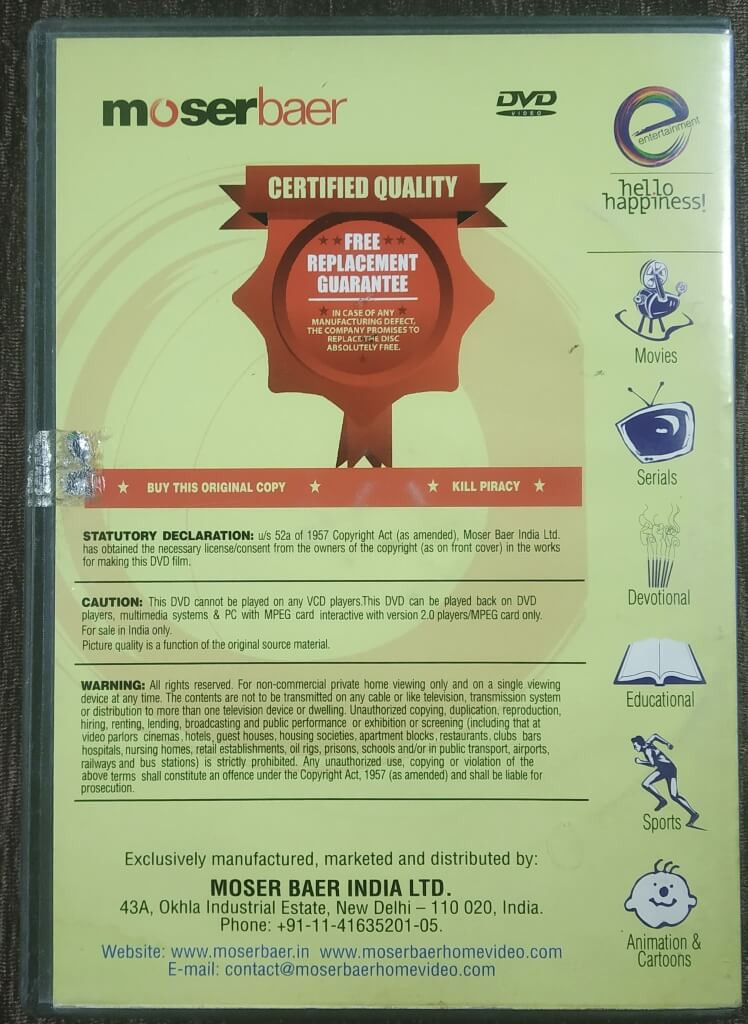 moserbaer
DVD
VIDEO
e
entertainment
hello
happiness!
CERTIFIED QUALITY
FREE
REPLACEMENT
GUARANTEE
IN CASE OF ANY
MANUFACTURING DEFECT,
THE COMPANY PROMISES TO
REPLACE THE DISC
ABSOLUTELY FREE.
Movies
Serials
Devotional
Educational
Sports
Animation &
Cartoons
BUY THIS ORIGINAL COPY
KILL PIRACY
STATUTORY DECLARATION: u/s 52a of 1957 Copyright Act (as amended), Moser Baer India Ltd.
has obtained the necessary license/consent from the owners of the copyright (as on front cover) in the works
for making this DVD film.
CAUTION: This DVD cannot be played on any VCD players.This DVD can be played back on DVD
players, multimedia systems & PC with MPEG card interactive with version 2.0 players/MPEG card only.
For sale in India only.
Picture quality is a function of the original source material.
WARNING: All rights reserved. For non-commercial private home viewing only and on a single viewing
device at any time. The contents are not to be transmitted on any cable or like television, transmission system
or distribution to more than one television device or dwelling. Unauthorized copying, duplication, reproduction,
hiring, renting, lending, broadcasting and public performance or exhibition or screening (including that at
video parlors cinemas, hotels, guest houses, housing societies, apartment blocks, restaurants, clubs bars
hospitals, nursing homes, retail establishments, oil rigs, prisons, schools and/or in public transport, airports,
railways and bus stations) is strictly prohibited. Any unauthorized use, copying or violation of the
above terms shall constitute an offence under the Copyright Act, 1957 (as amended) and shall be liable for
prosecution.
Exclusively manufactured, marketed and distributed by:
MOSER BAER INDIA LTD.
43A, Okhla Industrial Estate, New Delhi – 110 020, India.
Phone: +91-11-41635201-05.
Website: www.moserbaer.in www.moserbaerhomevideo.com
E-mail: contact@moserbaerhomevideo.com